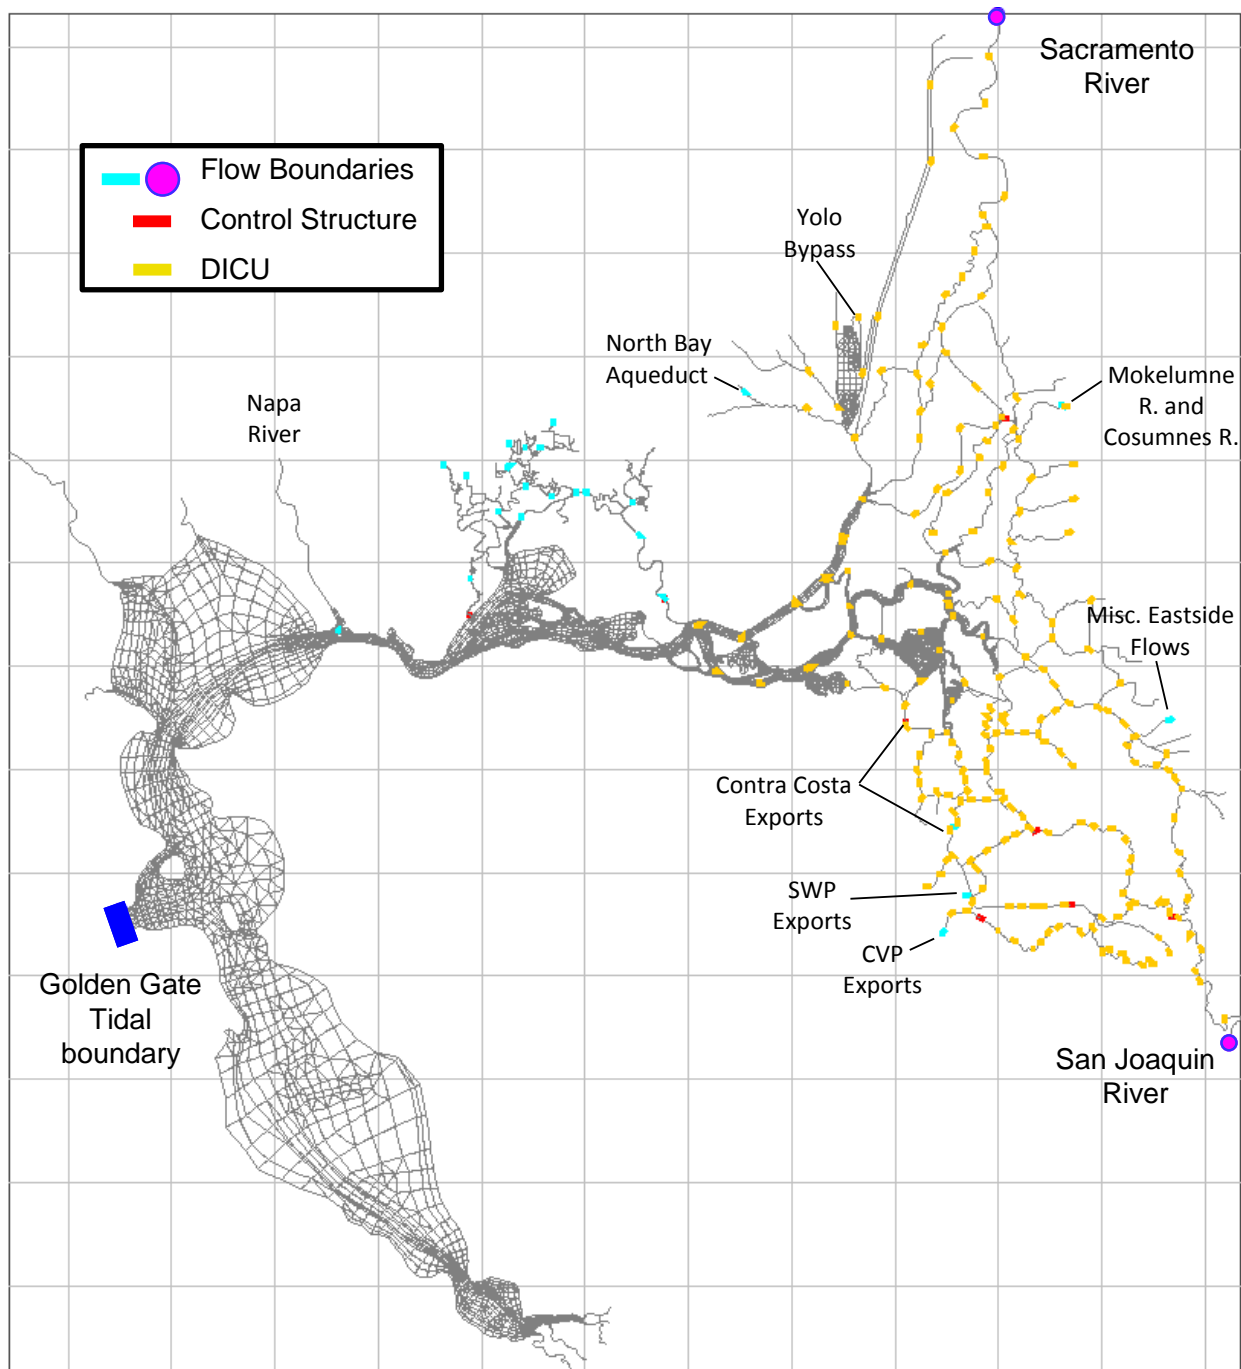 Sacramento
River
Flow Boundaries
Control Structure
DICU
Yolo
Bypass
North Bay
Aqueduct
Mokelumne
R. and
Cosumnes R.
Napa
River
Misc. Eastside
Flows
Contra Costa
Exports
SWP
Exports
CVP
Exports
Golden Gate
Tidal
boundary
San Joaquin
River